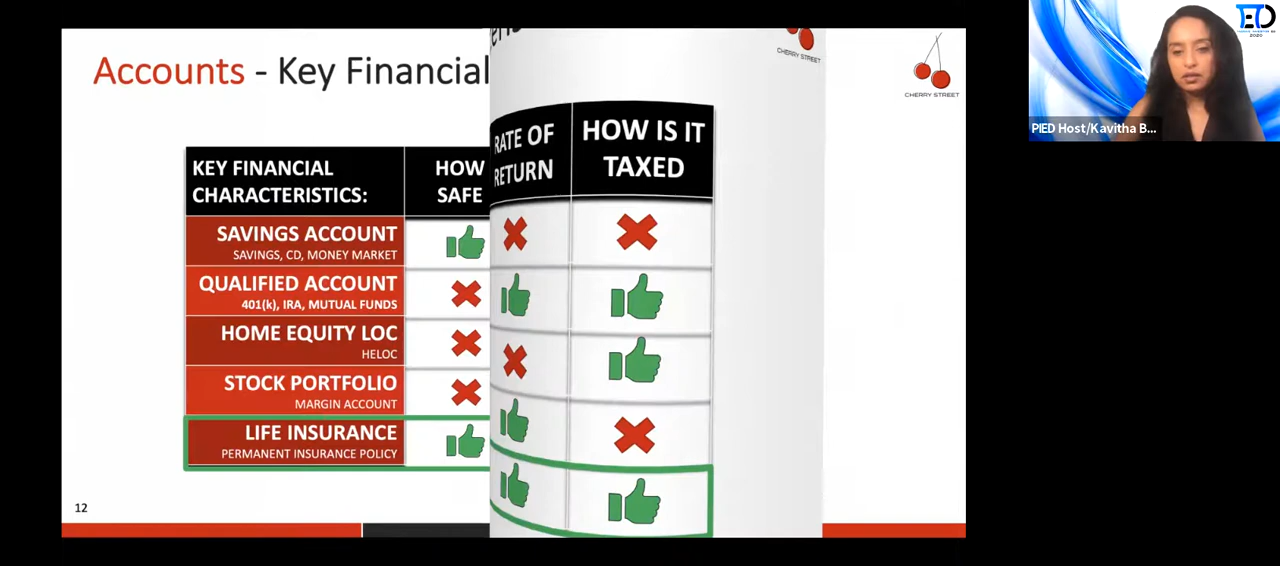 Accounts - Key Financial
CHERRY STREET
CHERRY STREET
KEY FINANCIAL
CHARACTERISTICS:
HOW
SAFE
RATE OF
RETURN
HOW IS IT
TAXED
SAVINGS ACCOUNT
SAVINGS, CD, MONEY MARKET
QUALIFIED ACCOUNT
401(k), IRA, MUTUAL FUNDS
HOME EQUITY LOC
HELOC
STOCK PORTFOLIO
MARGIN ACCOUNT
LIFE INSURANCE
PERMANENT INSURANCE POLICY
12
PIED Host/Kavitha B...
2020